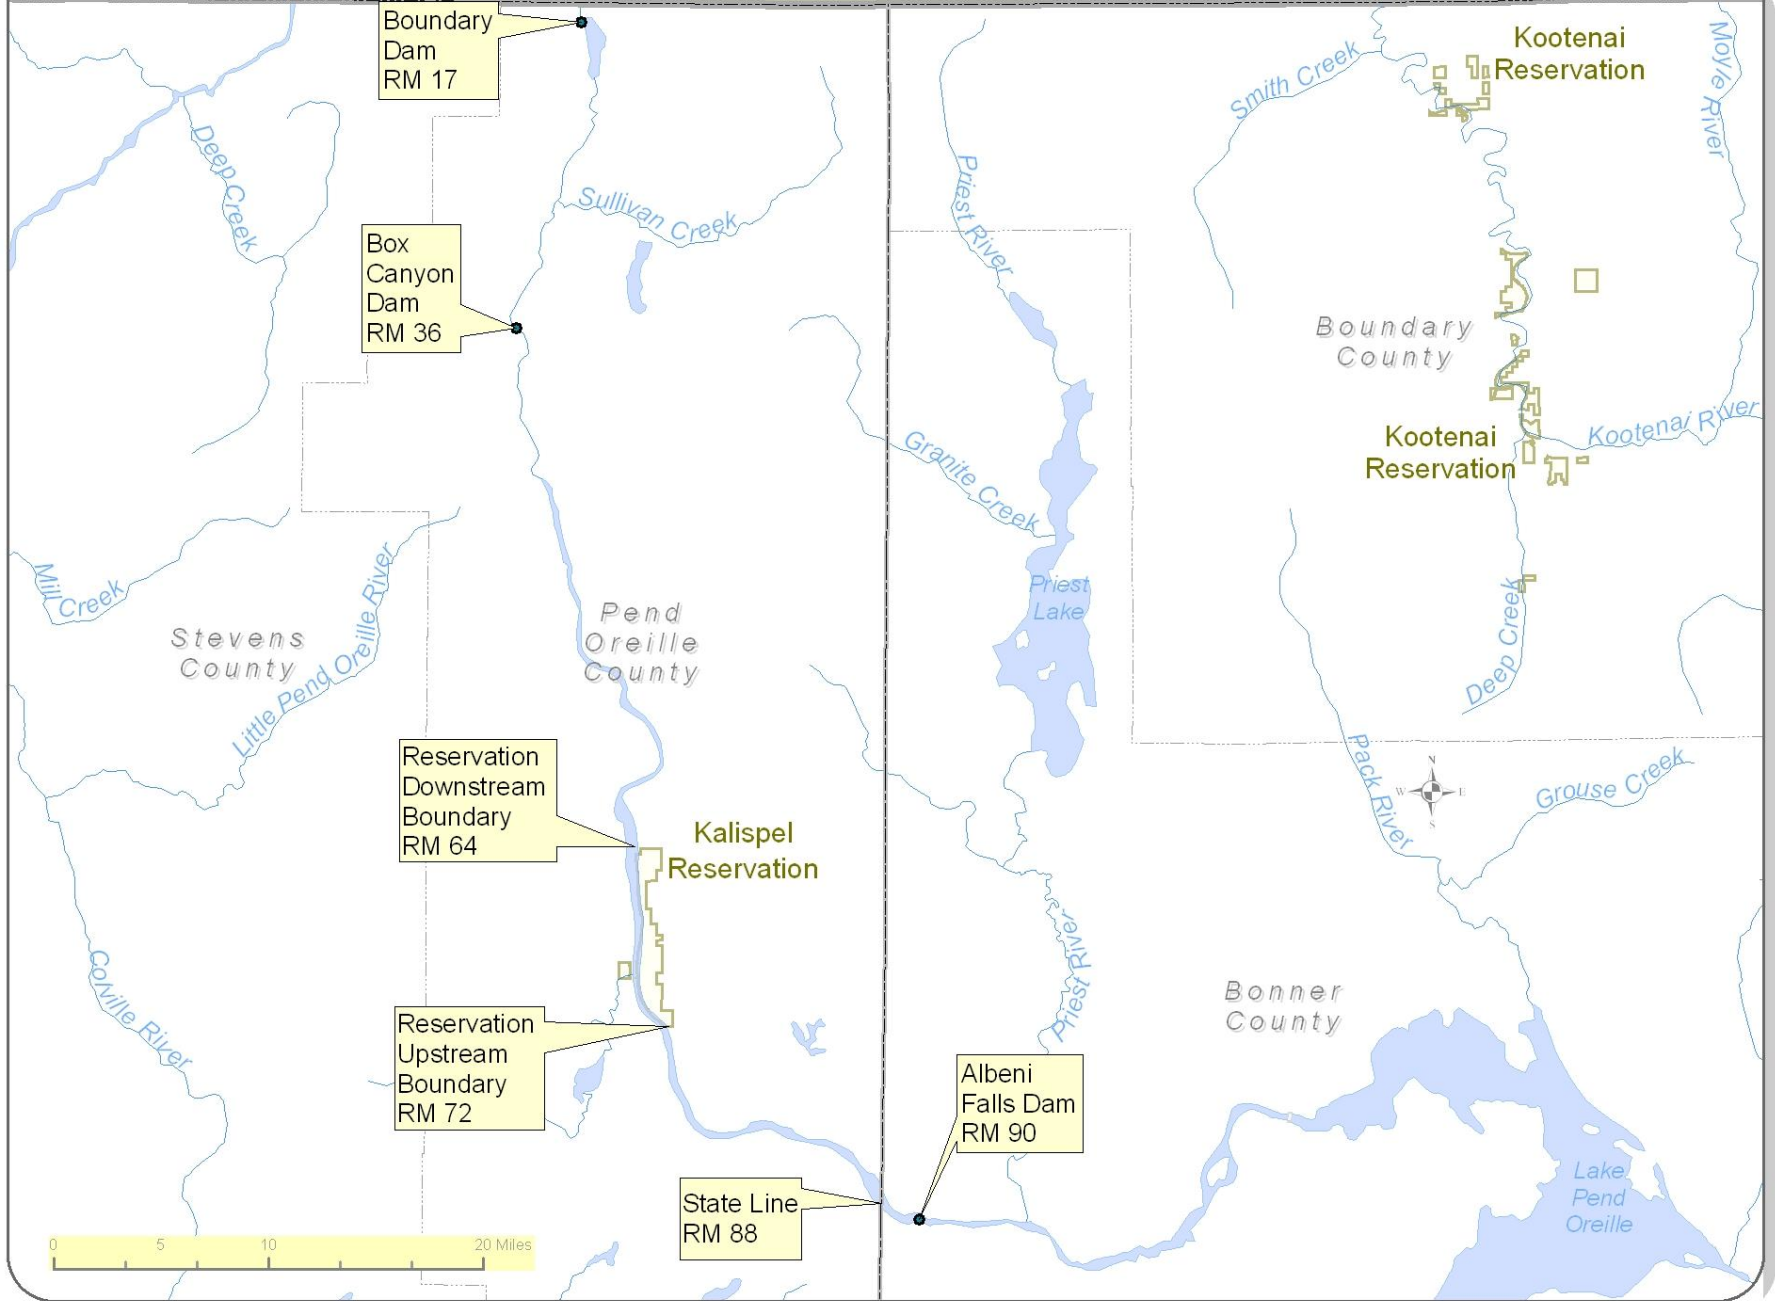 Boundary
Dam
RM 17
Kootenai
Reservation
Moyie River
Smith Creek
Deep Creek
Priest River
Sullivan Creek
Box
Canyon
Dam
RM 36
Boundary
County
Kootenai River
Kootenai
Reservation
Granite Creek
Mill Creek
Little Pend Oreille River
Priest
Lake
Stevens
County
Pend
Oreille
County
Deep Creek
Reservation
Downstream
Boundary
RM 64
Pack River
N
W
E
S
Grouse Creek
Kalispel
Reservation
Colville River
Priest River
Bonner
County
Reservation
Upstream
Boundary
RM 72
Albeni
Falls Dam
RM 90
State Line
RM 88
Lake
Pend
Oreille
0 5 10 20 Miles